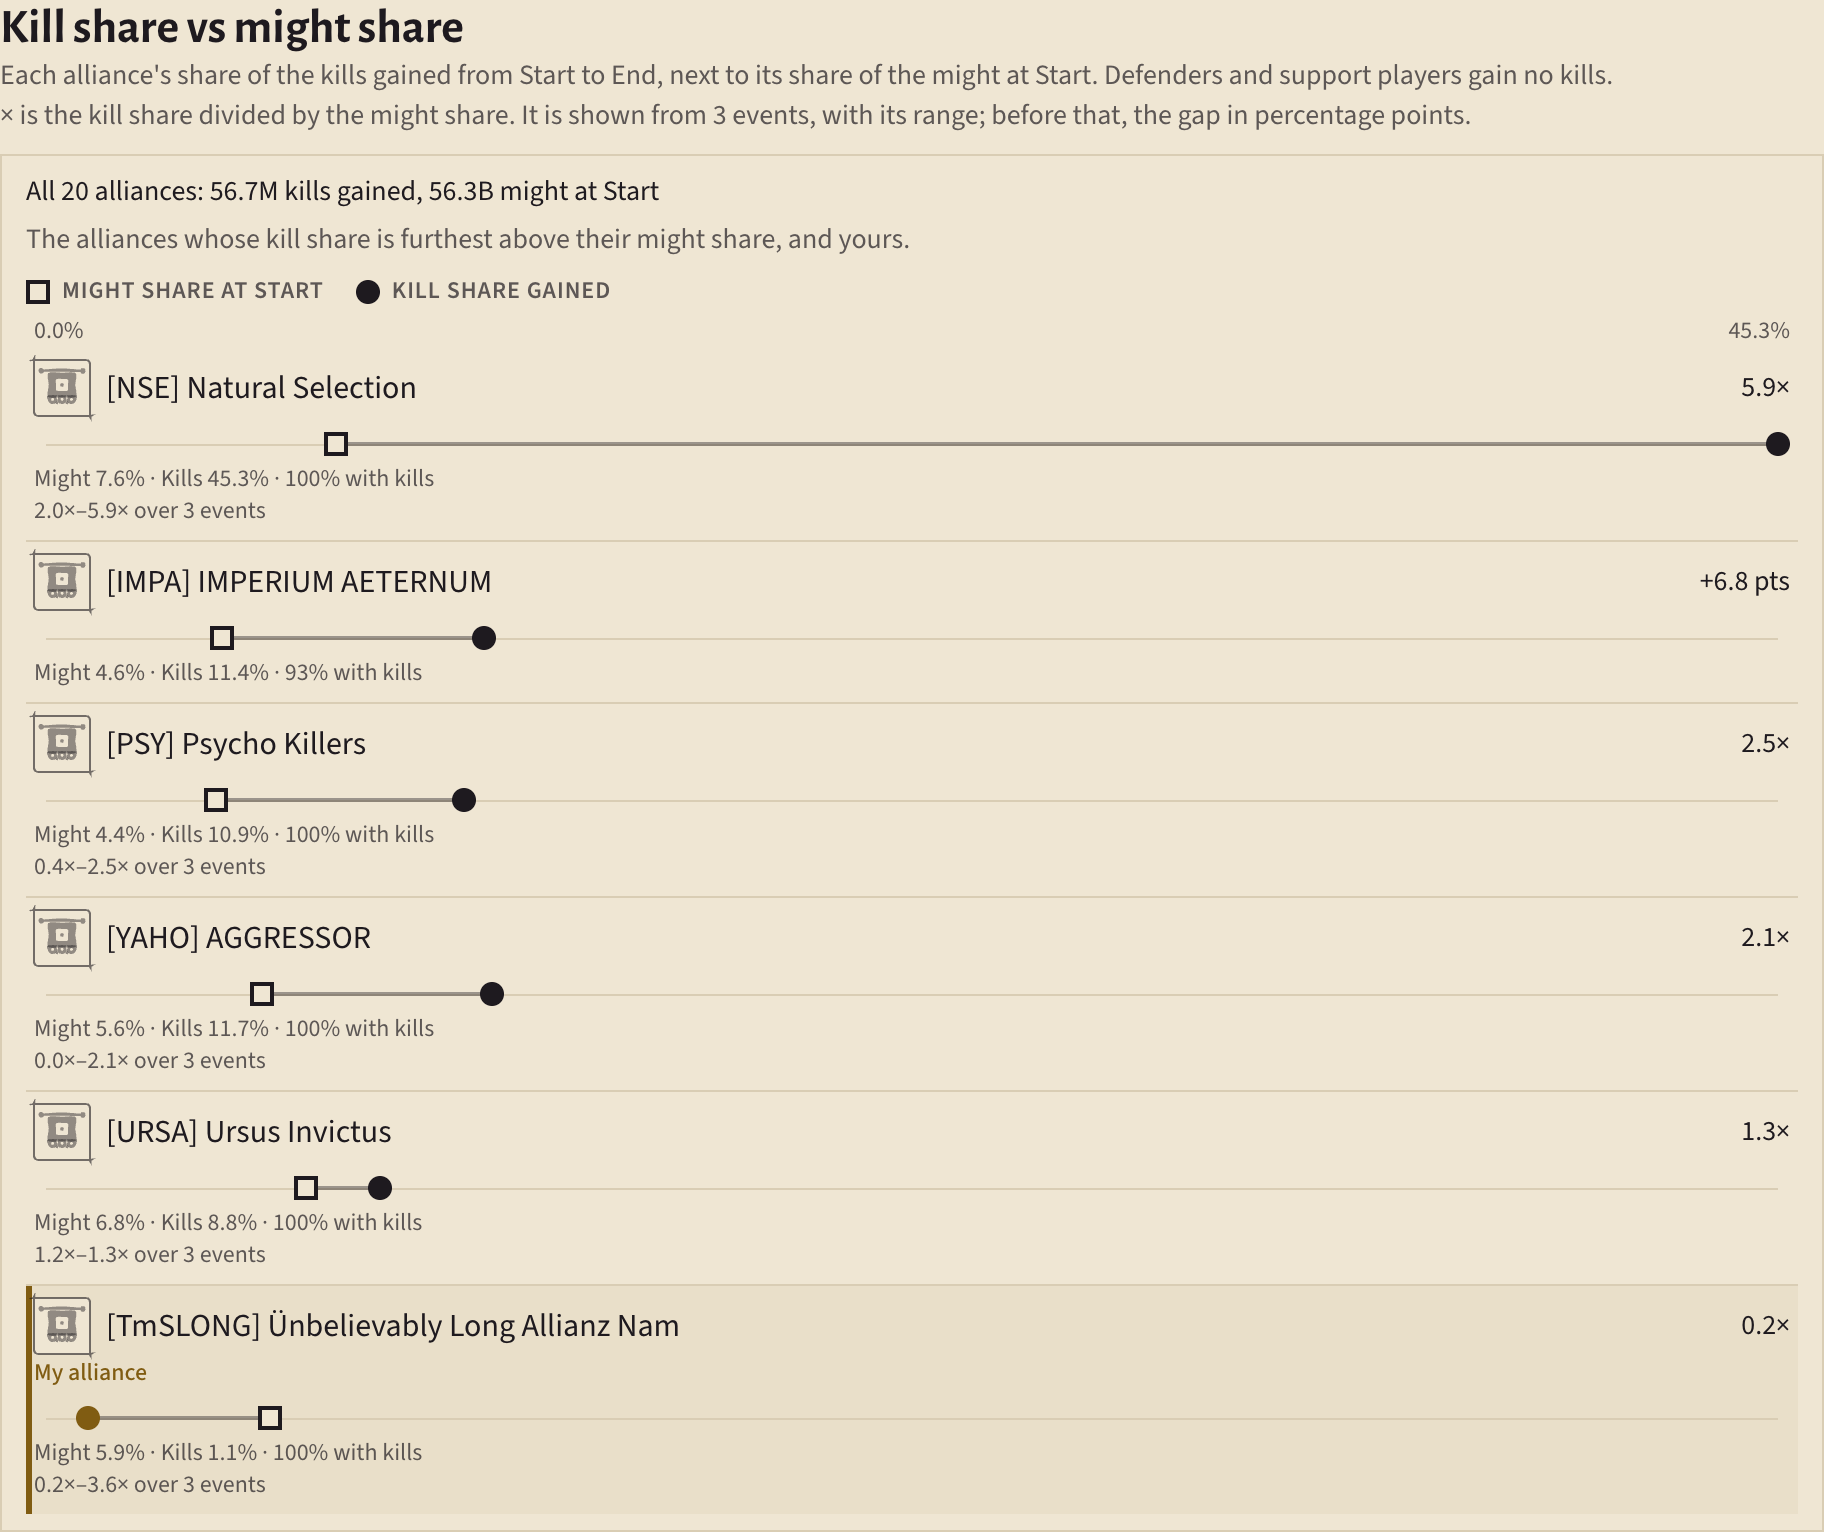 Kill share vs might share
Each alliance's share of the kills gained from Start to End, next to its share of the might at Start. Defenders and support players gain no kills.
× is the kill share divided by the might share. It is shown from 3 events, with its range; before that, the gap in percentage points.
All 20 alliances: 56.7M kills gained, 56.3B might at Start
The alliances whose kill share is furthest above their might share, and yours.
MIGHT SHARE AT START KILL SHARE GAINED
0.0% 45.3%
[NSE] Natural Selection 5.9×
Might 7.6% · Kills 45.3% · 100% with kills
2.0×–5.9× over 3 events
[IMPA] IMPERIUM AETERNUM +6.8 pts
Might 4.6% · Kills 11.4% · 93% with kills
[PSY] Psycho Killers 2.5×
Might 4.4% · Kills 10.9% · 100% with kills
0.4×–2.5× over 3 events
[YAHO] AGGRESSOR 2.1×
Might 5.6% · Kills 11.7% · 100% with kills
0.0×–2.1× over 3 events
[URSA] Ursus Invictus 1.3×
Might 6.8% · Kills 8.8% · 100% with kills
1.2×–1.3× over 3 events
[TmSLONG] Ünbelievably Long Allianz Nam 0.2×
My alliance
Might 5.9% · Kills 1.1% · 100% with kills
0.2×–3.6× over 3 events